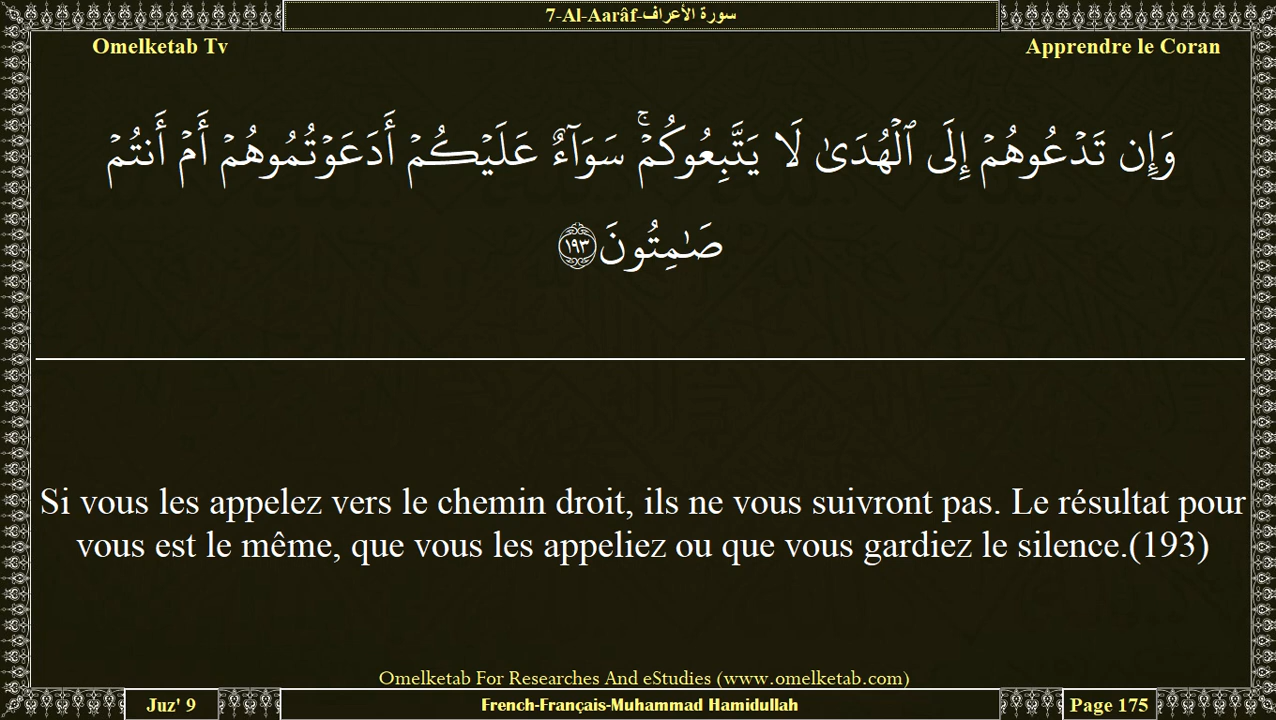 7-Al-Aarâf-سورة الأعراف
Omelketab Tv
Apprendre le Coran
وَإِن تَدۡعُوهُمۡ إِلَى ٱلۡهُدَىٰ لَا يَتَّبِعُوكُمۡۚ سَوَآءٌ عَلَيۡكُمۡ أَدَعَوۡتُمُوهُمۡ أَمۡ أَنتُمۡ
صَٰمِتُونَ ١٩٣
Si vous les appelez vers le chemin droit, ils ne vous suivront pas. Le résultat pour
vous est le même, que vous les appeliez ou que vous gardiez le silence.(193)
Omelketab For Researches And eStudies (www.omelketab.com)
Juz' 9
French-Français-Muhammad Hamidullah
Page 175